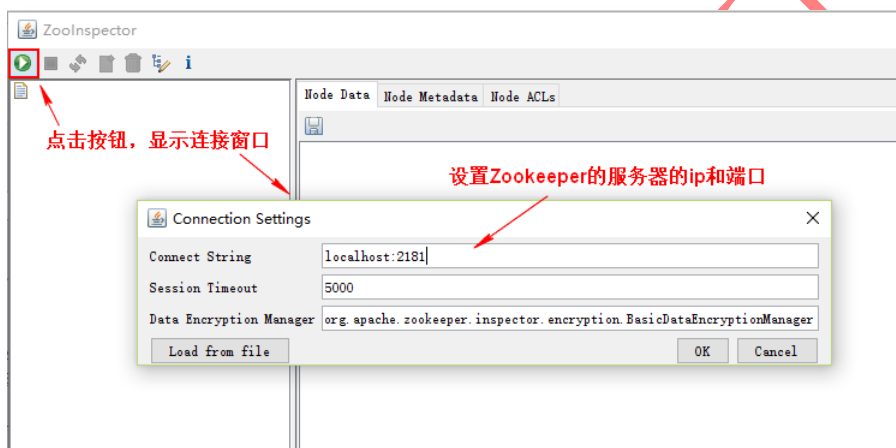 ZooInspector
Node Data Node Metadata Node ACLs
点击按钮，显示连接窗口
设置Zookeeper的服务器的ip和端口
Connection Settings
Connect String localhost:2181
Session Timeout 5000
Data Encryption Manager org.apache.zookeeper.inspector.encryption.BasicDataEncryptionManager
Load from file OK Cancel